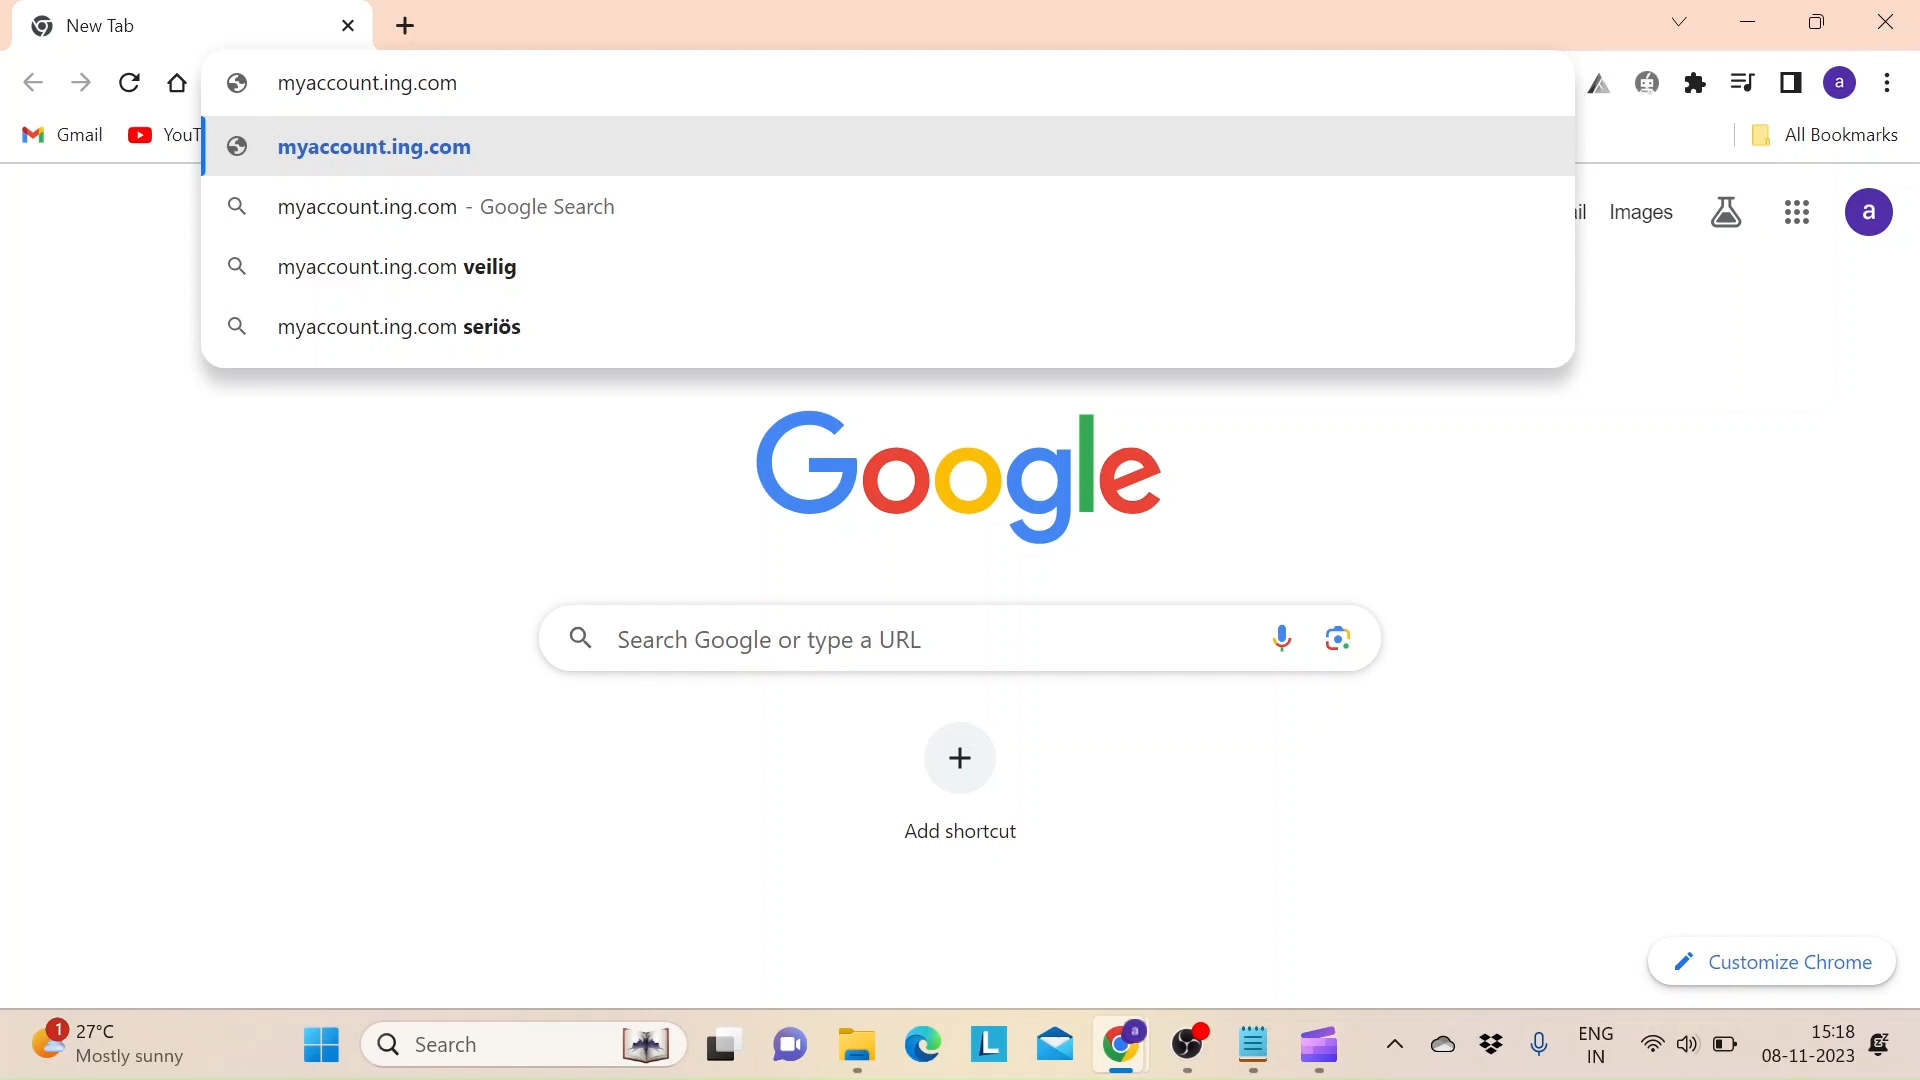 New Tab
myaccount.ing.com
Gmail
YouT
myaccount.ing.com
All Bookmarks
myaccount.ing.com - Google Search
il
Images
a
a
myaccount.ing.com veilig
myaccount.ing.com seriös
Google
Search Google or type a URL
Add shortcut
Customize Chrome
1
27°C
Mostly sunny
Search
L
a
ENG
IN
15:18
08-11-2023